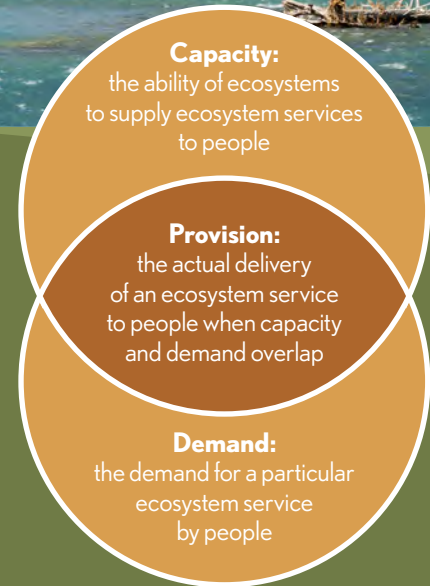 Capacity:
the ability of ecosystems
to supply ecosystem services
to people
Provision:
the actual delivery
of an ecosystem service
to people when capacity
and demand overlap
Demand:
the demand for a particular
ecosystem service
by people